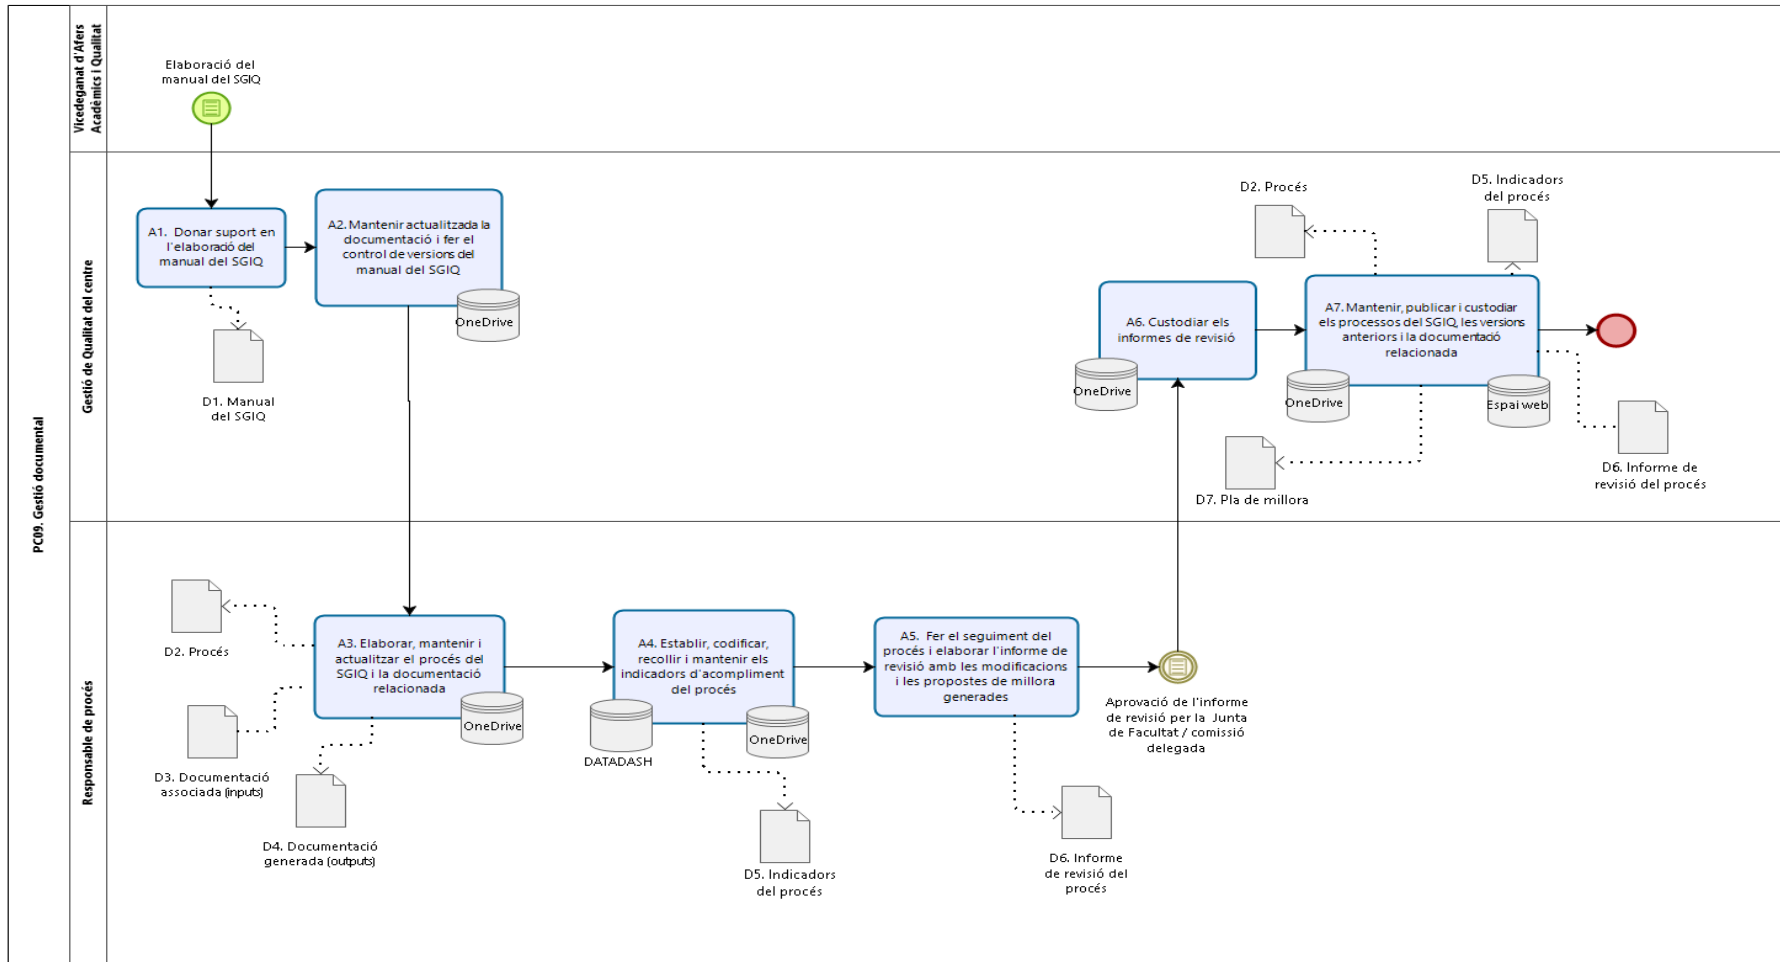 PC09. Gestió documental
Vicedeganat d'Afers
Acadèmics i Qualitat
Elaboració del
manual del SGIQ
Gestió de Qualitat del centre
A1. Donar suport en
l'elaboració del
manual del SGIQ
A2. Mantenir actualitzada la
documentació i fer el
control de versions del
manual del SGIQ
OneDrive
D1. Manual
del SGIQ
A6. Custodiar els
informes de revisió
OneDrive
D2. Procés
D5. Indicadors
del procés
A7. Mantenir, publicar i custodiar
els processos del SGIQ, les versions
anteriors i la documentació
relacionada
OneDrive
Espai web
D7. Pla de millora
D6. Informe de
revisió del procés
Responsable de procés
D2. Procés
A3. Elaborar, mantenir i
actualitzar el procés del
SGIQ i la documentació
relacionada
OneDrive
D3. Documentació
associada (inputs)
D4. Documentació
generada (outputs)
A4. Establir, codificar,
recollir i mantenir els
indicadors d'acompliment
del procés
DATADASH
OneDrive
D5. Indicadors
del procés
A5. Fer el seguiment del
procés i elaborar l'informe de
revisió amb les modificacions
i les propostes de millora
generades
D6. Informe
de revisió del
procés
Aprovació de l'informe
de revisió per la Junta
de Facultat / comissió
delegada